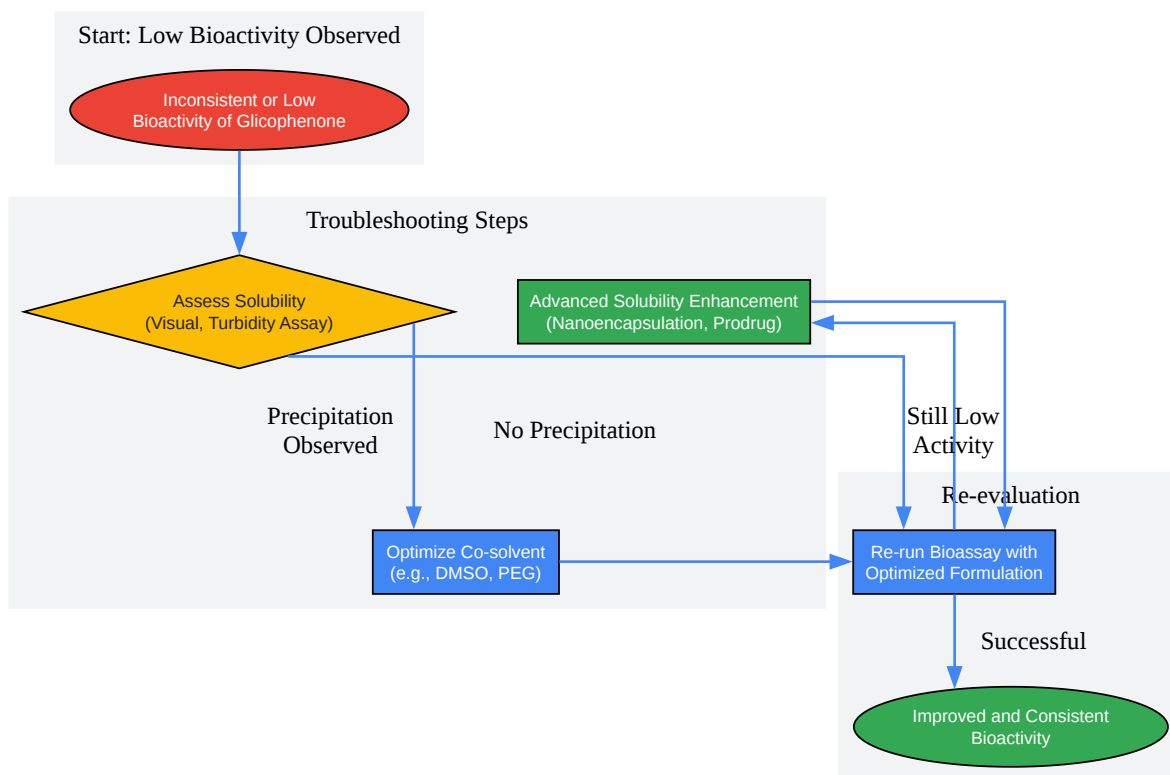 Start: Low Bioactivity Observed
Inconsistent or Low
Bioactivity of Glicophenone
Troubleshooting Steps
Assess Solubility
(Visual, Turbidity Assay)
Advanced Solubility Enhancement
(Nanoencapsulation, Prodrug)
Precipitation
Observed
No Precipitation
Still Low
Activity
Re-evaluation
Optimize Co-solvent
(e.g., DMSO, PEG)
Re-run Bioassay with
Optimized Formulation
Successful
Improved and Consistent
Bioactivity